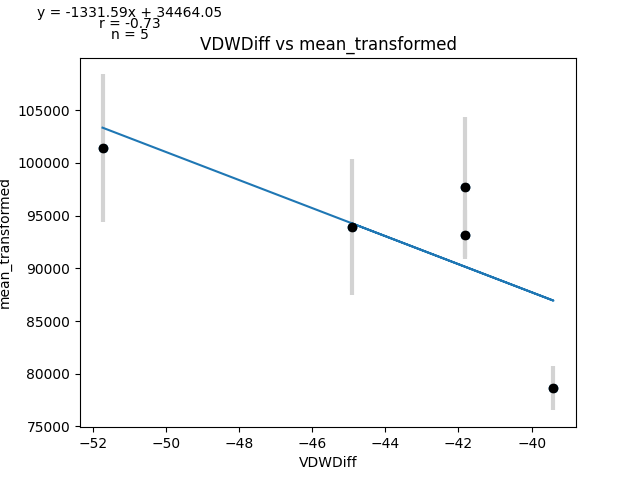 y = -1331.59x + 34464.05
r = -0.73
n = 5
VDWDiff vs mean_transformed
mean_transformed
105000
100000
95000
90000
85000
80000
75000
−52
−50
−48
−46
−44
−42
−40
VDWDiff